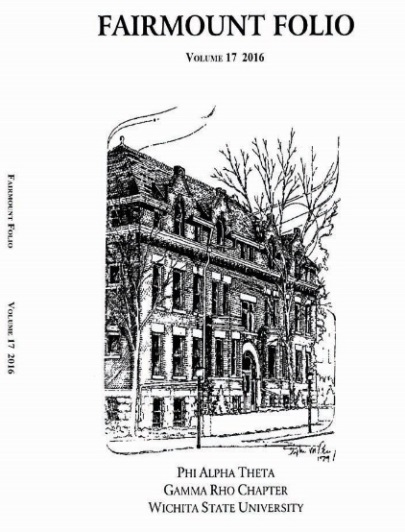 FAIRMOUNT FOLIO
VOLUME 17 2016
FAIRMOUNT FOLIO VOLUME 17 2016
PHI ALPHA THETA
GAMMA RHO CHAPTER
WICHITA STATE UNIVERSITY